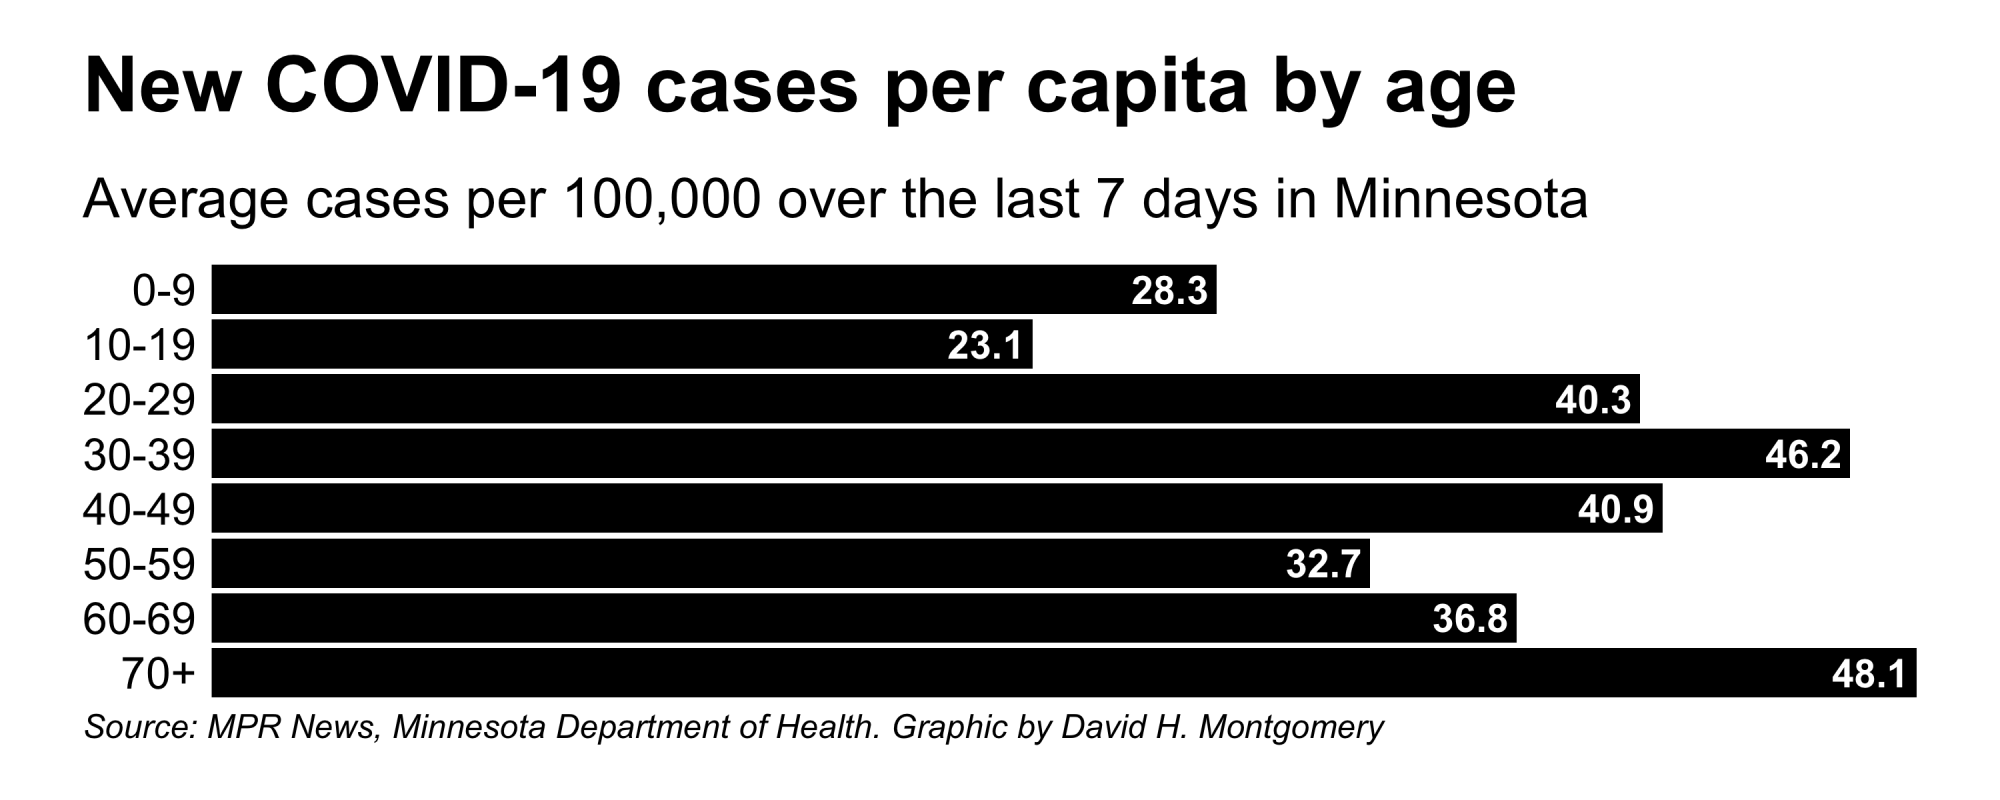 New COVID-19 cases per capita by age
Average cases per 100,000 over the last 7 days in Minnesota
0-9 28.3
10-19 23.1
20-29 40.3
30-39 46.2
40-49 40.9
50-59 32.7
60-69 36.8
70+ 48.1
Source: MPR News, Minnesota Department of Health. Graphic by David H. Montgomery